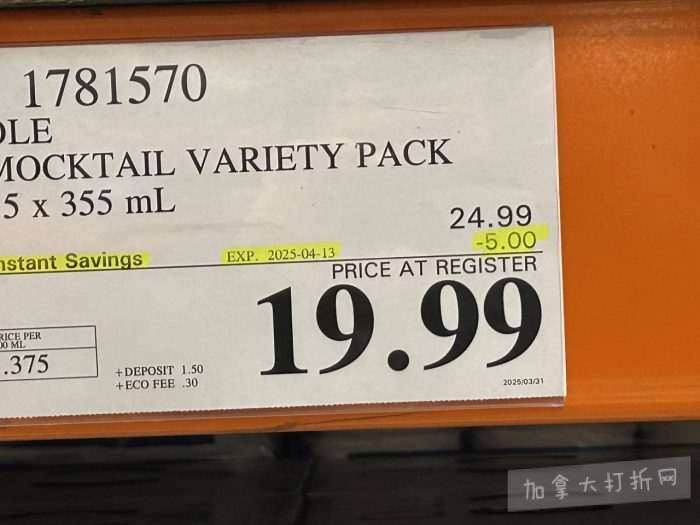 1781570
OLE
MOCKTAIL VARIETY PACK
5 x 355 mL
24.99
nstant Savings EXP. 2025-04-13 -5.00
PRICE AT REGISTER
19.99
RICE PER
00 ML
.375
+DEPOSIT 1.50
+ECO FEE .30
2025/03/31
加拿大打折网